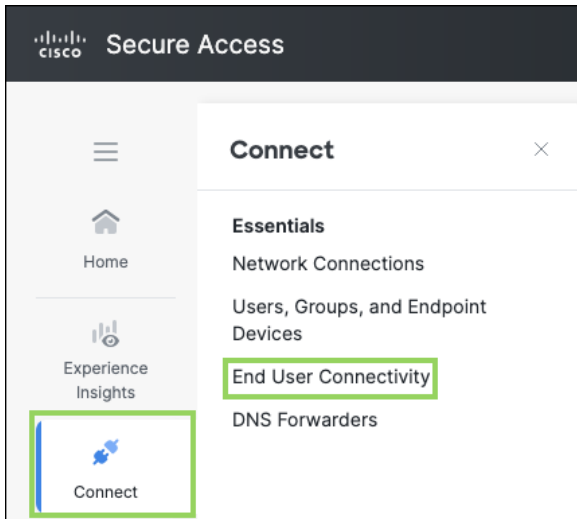 cisco Secure Access
Connect
Essentials
Home
Network Connections
Users, Groups, and Endpoint
Devices
Experience
Insights
End User Connectivity
DNS Forwarders
Connect